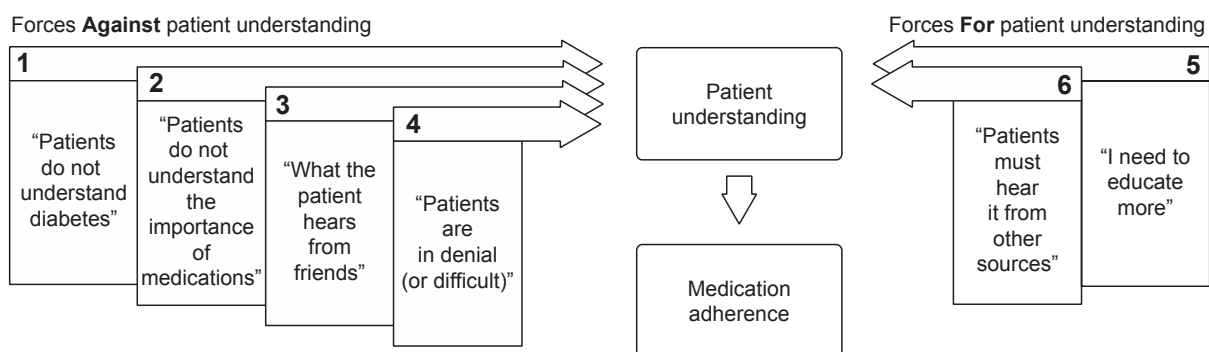 Forces Against patient understanding
Forces For patient understanding
1
2
3
4
5
6
“Patients
do not
understand
diabetes”
“Patients
do not
understand
the
importance
of
medications”
“What the
patient
hears
from
friends”
“Patients
are
in denial
(or difficult)”
Patient
understanding
Medication
adherence
“Patients
must
hear
it from
other
sources”
“I need to
educate
more”